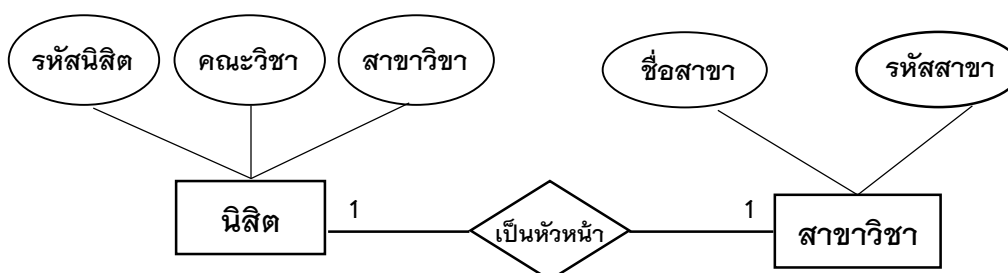 รหัสนิสิต
คณะวิชา
สาขาวิขา
ชื่อสาขา
รหัสสาขา
นิสิต
1
เป็นหัวหน้า
1
สาขาวิชา